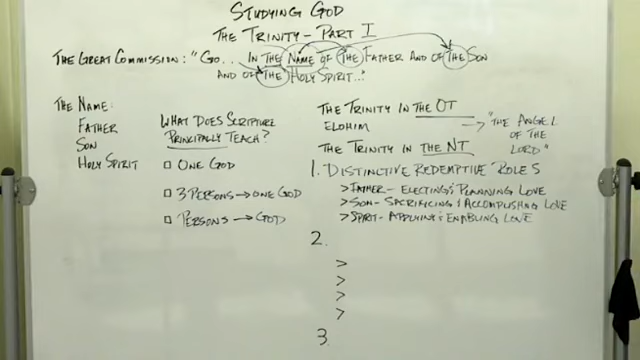 STUDYING GOD
THE TRINITY - PART I
THE GREAT COMMISSION: "GO... IN THE NAME OF THE FATHER AND OF THE SON
AND OF THE HOLY SPIRIT..."
THE NAME:
FATHER
SON
HOLY SPIRIT
WHAT DOES SCRIPTURE
PRINCIPALLY TEACH?
□ ONE GOD
□ 3 PERSONS → ONE GOD
□ PERSONS → GOD
THE TRINITY IN THE OT
ELOHIM → "THE ANGEL
OF THE
LORD"
THE TRINITY IN THE NT
1. DISTINCTIVE REDEMPTIVE ROLES
> FATHER - ELECTING & PLANNING LOVE
> SON - SACRIFICING & ACCOMPLISHING LOVE
> SPIRIT - APPLYING & ENABLING LOVE
2.
>
>
>
>
3.